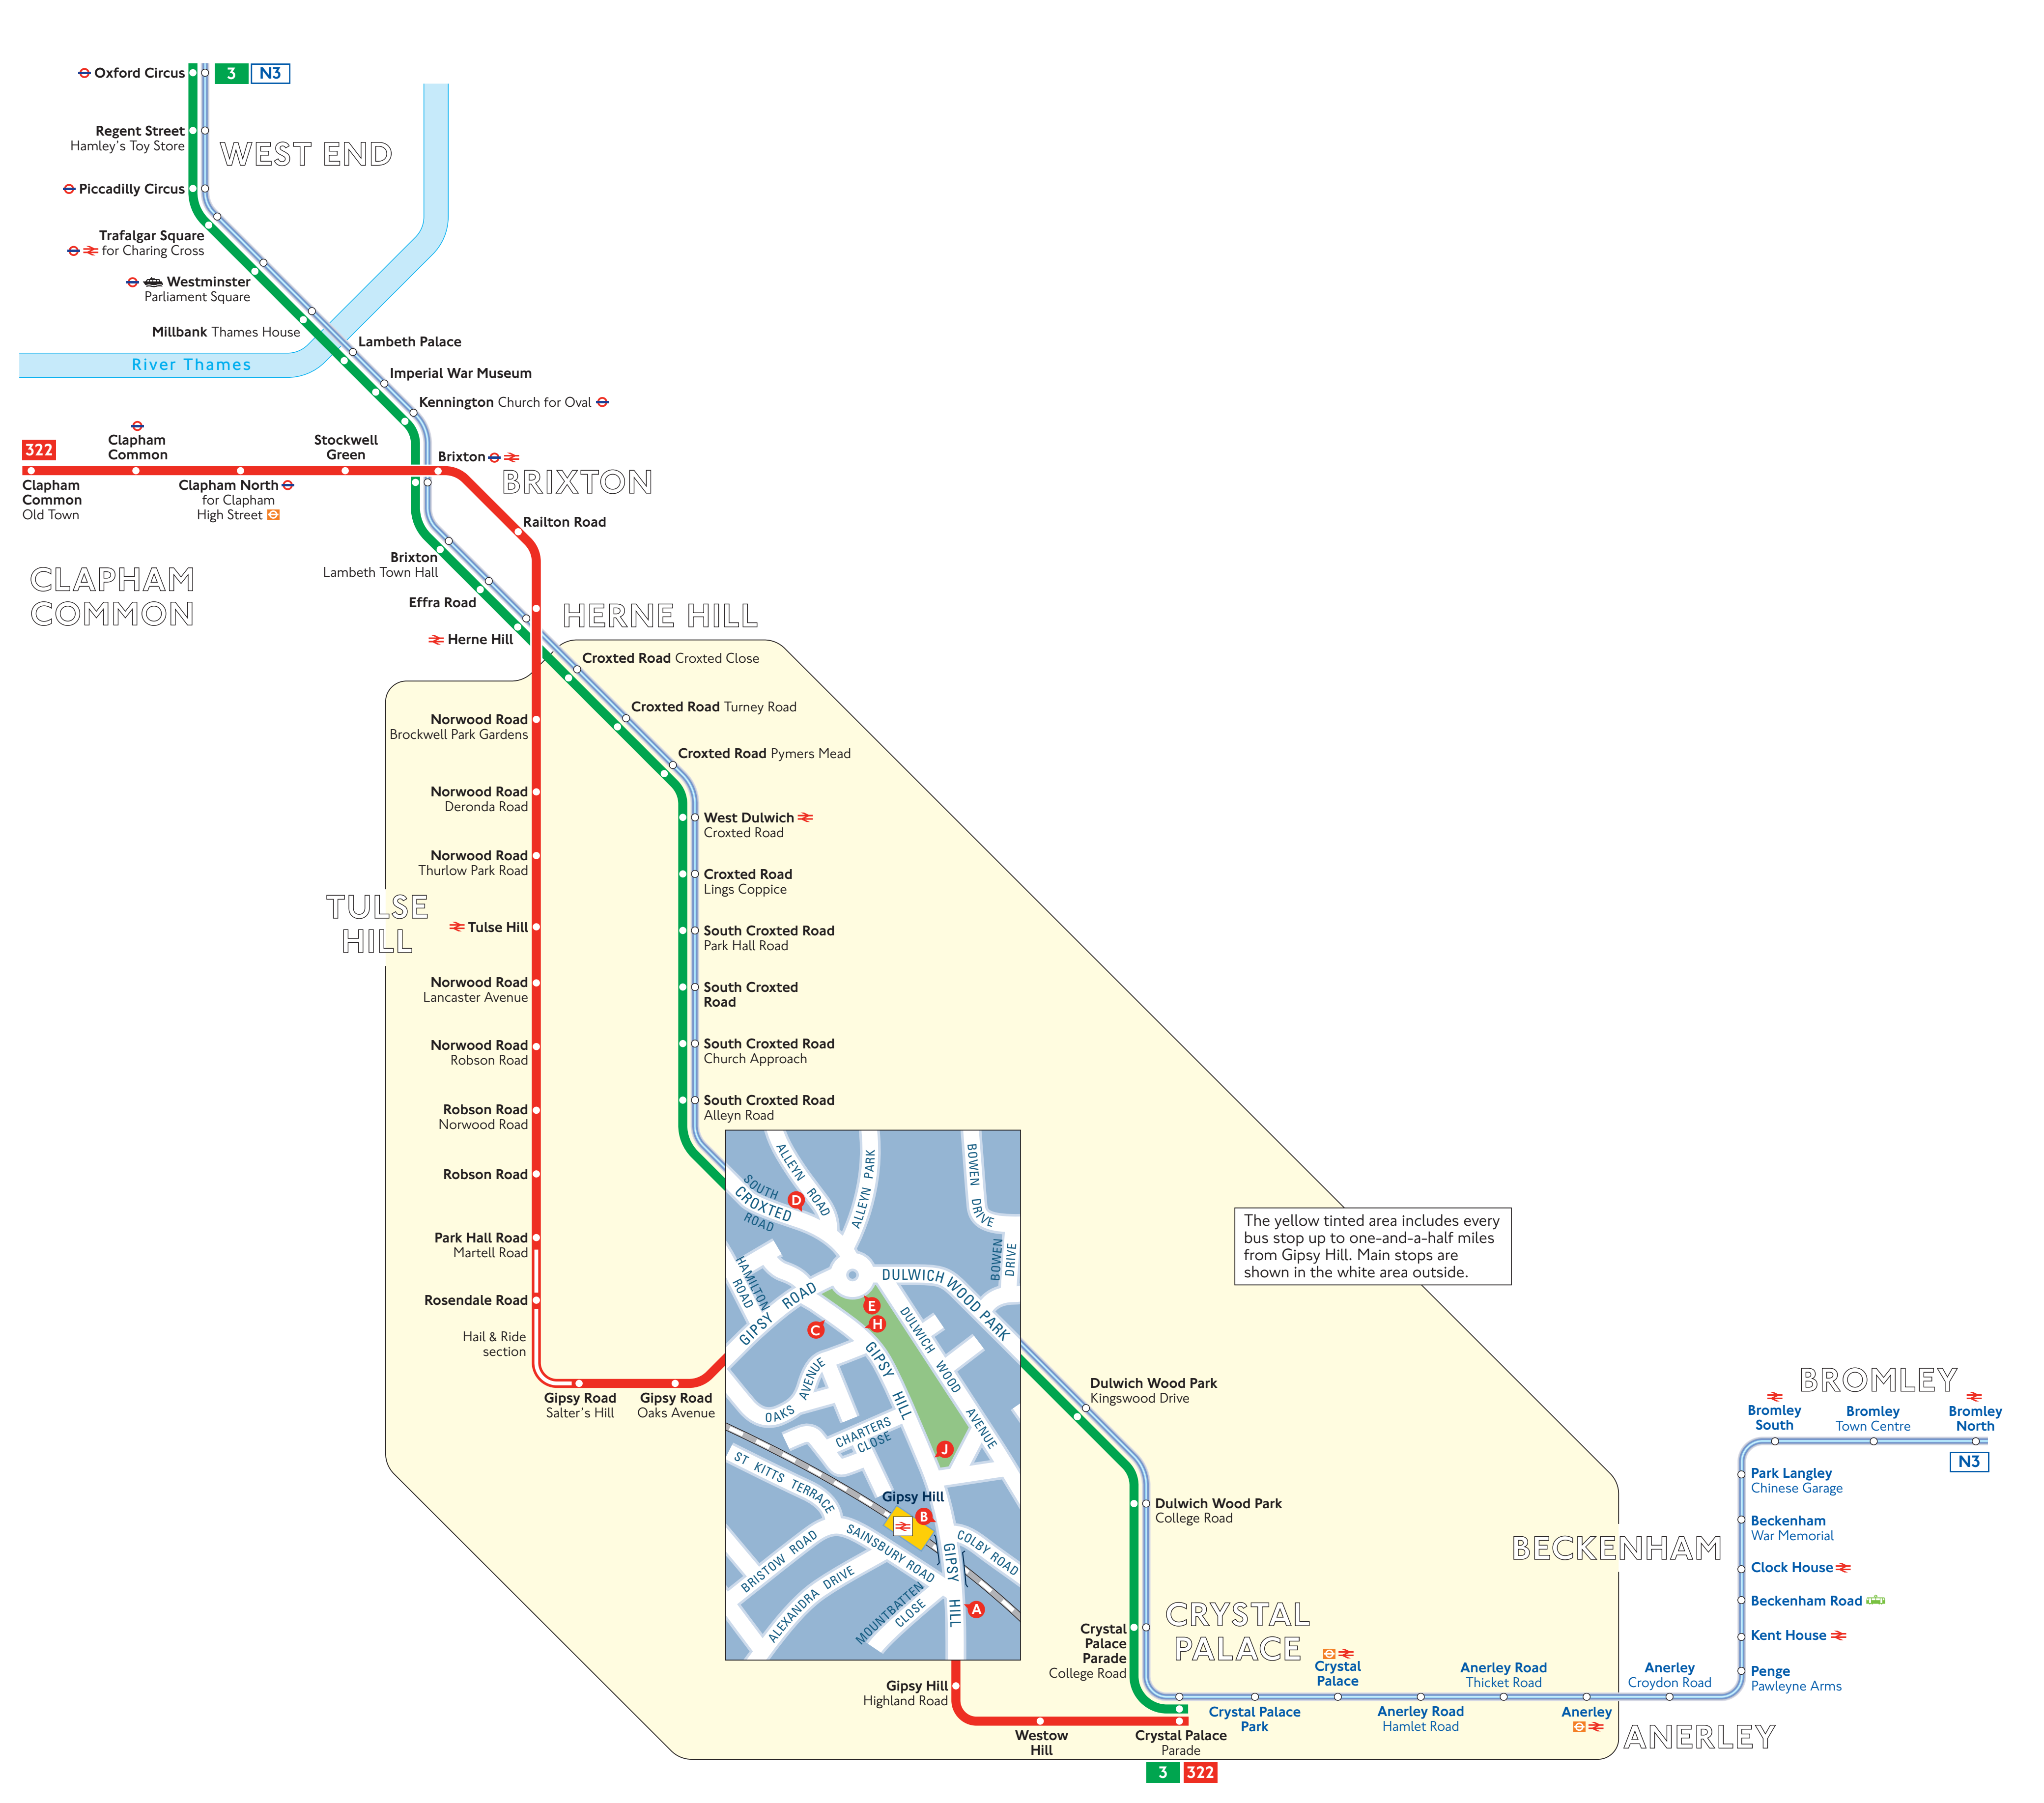 Oxford Circus
3
N3
Regent Street
Hamley's Toy Store
WEST END
Piccadilly Circus
Trafalgar Square
for Charing Cross
Westminster
Parliament Square
Millbank Thames House
River Thames
Lambeth Palace
Imperial War Museum
Kennington Church for Oval
322
Clapham
Common
Stockwell
Green
Brixton
BRIXTON
Clapham
Common
Old Town
Clapham North
for Clapham
High Street
Railton Road
Brixton
Lambeth Town Hall
CLAPHAM
COMMON
Effra Road
HERNE HILL
Herne Hill
Croxted Road Croxted Close
Croxted Road Turney Road
Croxted Road Pymers Mead
Norwood Road
Brockwell Park Gardens
Norwood Road
Deronda Road
Norwood Road
Thurlow Park Road
TULSE
HILL
Tulse Hill
Norwood Road
Lancaster Avenue
Norwood Road
Robson Road
Robson Road
Norwood Road
Robson Road
Park Hall Road
Martell Road
Rosendale Road
Hail & Ride
section
Gipsy Road
Salter's Hill
Gipsy Road
Oaks Avenue
West Dulwich
Croxted Road
Croxted Road
Lings Coppice
South Croxted Road
Park Hall Road
South Croxted
Road
South Croxted Road
Church Approach
South Croxted Road
Alleyn Road
ALLEYN ROAD
ALLEYN PARK
BOWEN DRIVE
SOUTH
CROXTED
ROAD
D
BOWEN
DRIVE
HAMILTON
ROAD
GIPSY ROAD
DULWICH WOOD PARK
E
H
C
DULWICH WOOD AVENUE
GIPSY HILL
OAKS AVENUE
CHARTERS
CLOSE
J
ST KITTS TERRACE
Gipsy Hill
B
SAINSBURY ROAD
COLBY ROAD
BRISTOW ROAD
ALEXANDRA DRIVE
MOUNTBATTEN
CLOSE
GIPSY HILL
A
The yellow tinted area includes every
bus stop up to one-and-a-half miles
from Gipsy Hill. Main stops are
shown in the white area outside.
Dulwich Wood Park
Kingswood Drive
Dulwich Wood Park
College Road
CRYSTAL
PALACE
Crystal
Palace
Parade
College Road
Gipsy Hill
Highland Road
Westow
Hill
Crystal Palace
Parade
3
322
Crystal Palace
Park
Crystal
Palace
Anerley Road
Hamlet Road
Anerley Road
Thicket Road
Anerley
Anerley
Croydon Road
ANERLEY
Penge
Pawleyne Arms
Kent House
Beckenham Road
Clock House
BECKENHAM
Beckenham
War Memorial
Park Langley
Chinese Garage
BROMLEY
Bromley
South
Bromley
Town Centre
Bromley
North
N3